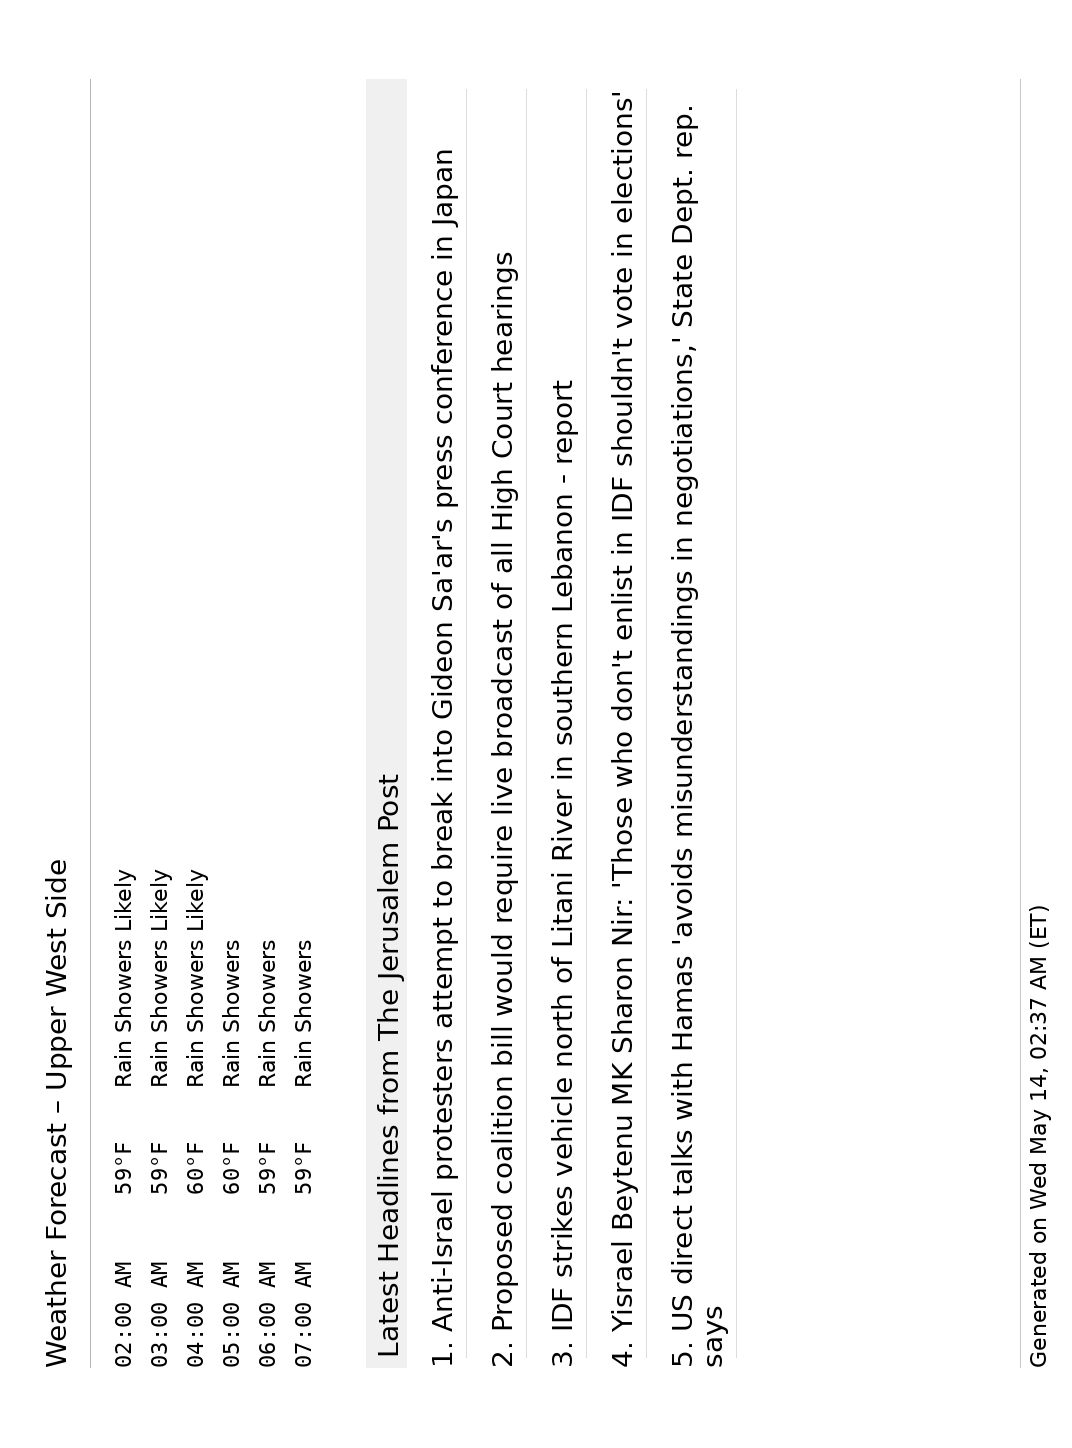 Weather Forecast – Upper West Side
02:00 AM 59°F Rain Showers Likely
03:00 AM 59°F Rain Showers Likely
04:00 AM 60°F Rain Showers Likely
05:00 AM 60°F Rain Showers
06:00 AM 59°F Rain Showers
07:00 AM 59°F Rain Showers
Latest Headlines from The Jerusalem Post
1. Anti-Israel protesters attempt to break into Gideon Sa'ar's press conference in Japan
2. Proposed coalition bill would require live broadcast of all High Court hearings
3. IDF strikes vehicle north of Litani River in southern Lebanon - report
4. Yisrael Beytenu MK Sharon Nir: 'Those who don't enlist in IDF shouldn't vote in elections'
5. US direct talks with Hamas 'avoids misunderstandings in negotiations,' State Dept. rep.
says
Generated on Wed May 14, 02:37 AM (ET)